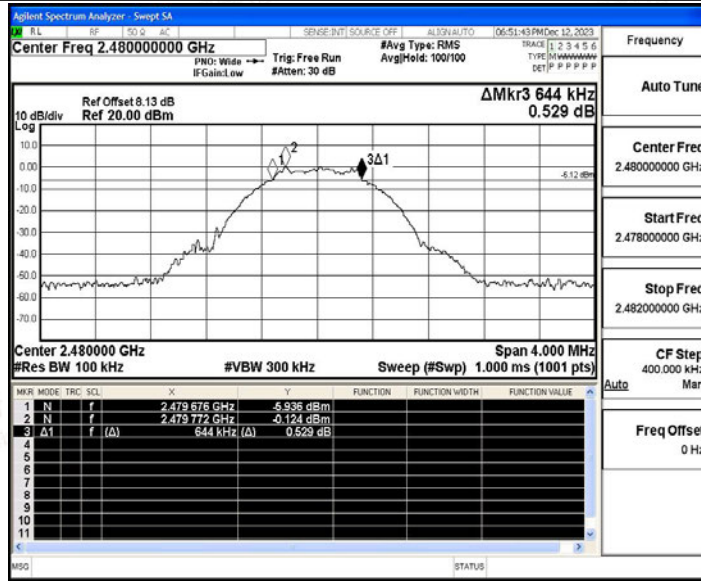 Agilent Spectrum Analyzer - Swept SA
RL RF 50 Ω AC SENSE:INT SOURCE OFF ALIGN AUTO 06:51:43 PM Dec 12, 2023
Center Freq 2.480000000 GHz
PNO: Wide
IFGain:Low
Trig: Free Run
#Atten: 30 dB
#Avg Type: RMS
Avg|Hold: 100/100
TRACE 1 2 3 4 5 6
TYPE M WWWWW
DET P P P P P P
Ref Offset 8.13 dB
Ref 20.00 dBm
10 dB/div
Log
ΔMkr3 644 kHz
0.529 dB
10.0
0.00
-10.0
-20.0
-30.0
-40.0
-50.0
-60.0
-70.0
1
2
3Δ1
-6.12 dBm
Center 2.480000 GHz
Span 4.000 MHz
#Res BW 100 kHz #VBW 300 kHz Sweep (#Swp) 1.000 ms (1001 pts)
MKR MODE TRC SCL X Y FUNCTION FUNCTION WIDTH FUNCTION VALUE
1 N f 2.479 676 GHz -5.936 dBm
2 N f 2.479 772 GHz -0.124 dBm
3 Δ1 f (Δ) 644 kHz (Δ) 0.529 dB
4
5
6
7
8
9
10
11
MSG STATUS
Frequency
Auto Tune
Center Freq
2.480000000 GHz
Start Freq
2.478000000 GHz
Stop Freq
2.482000000 GHz
CF Step
400.000 kHz
Auto Man
Freq Offset
0 Hz